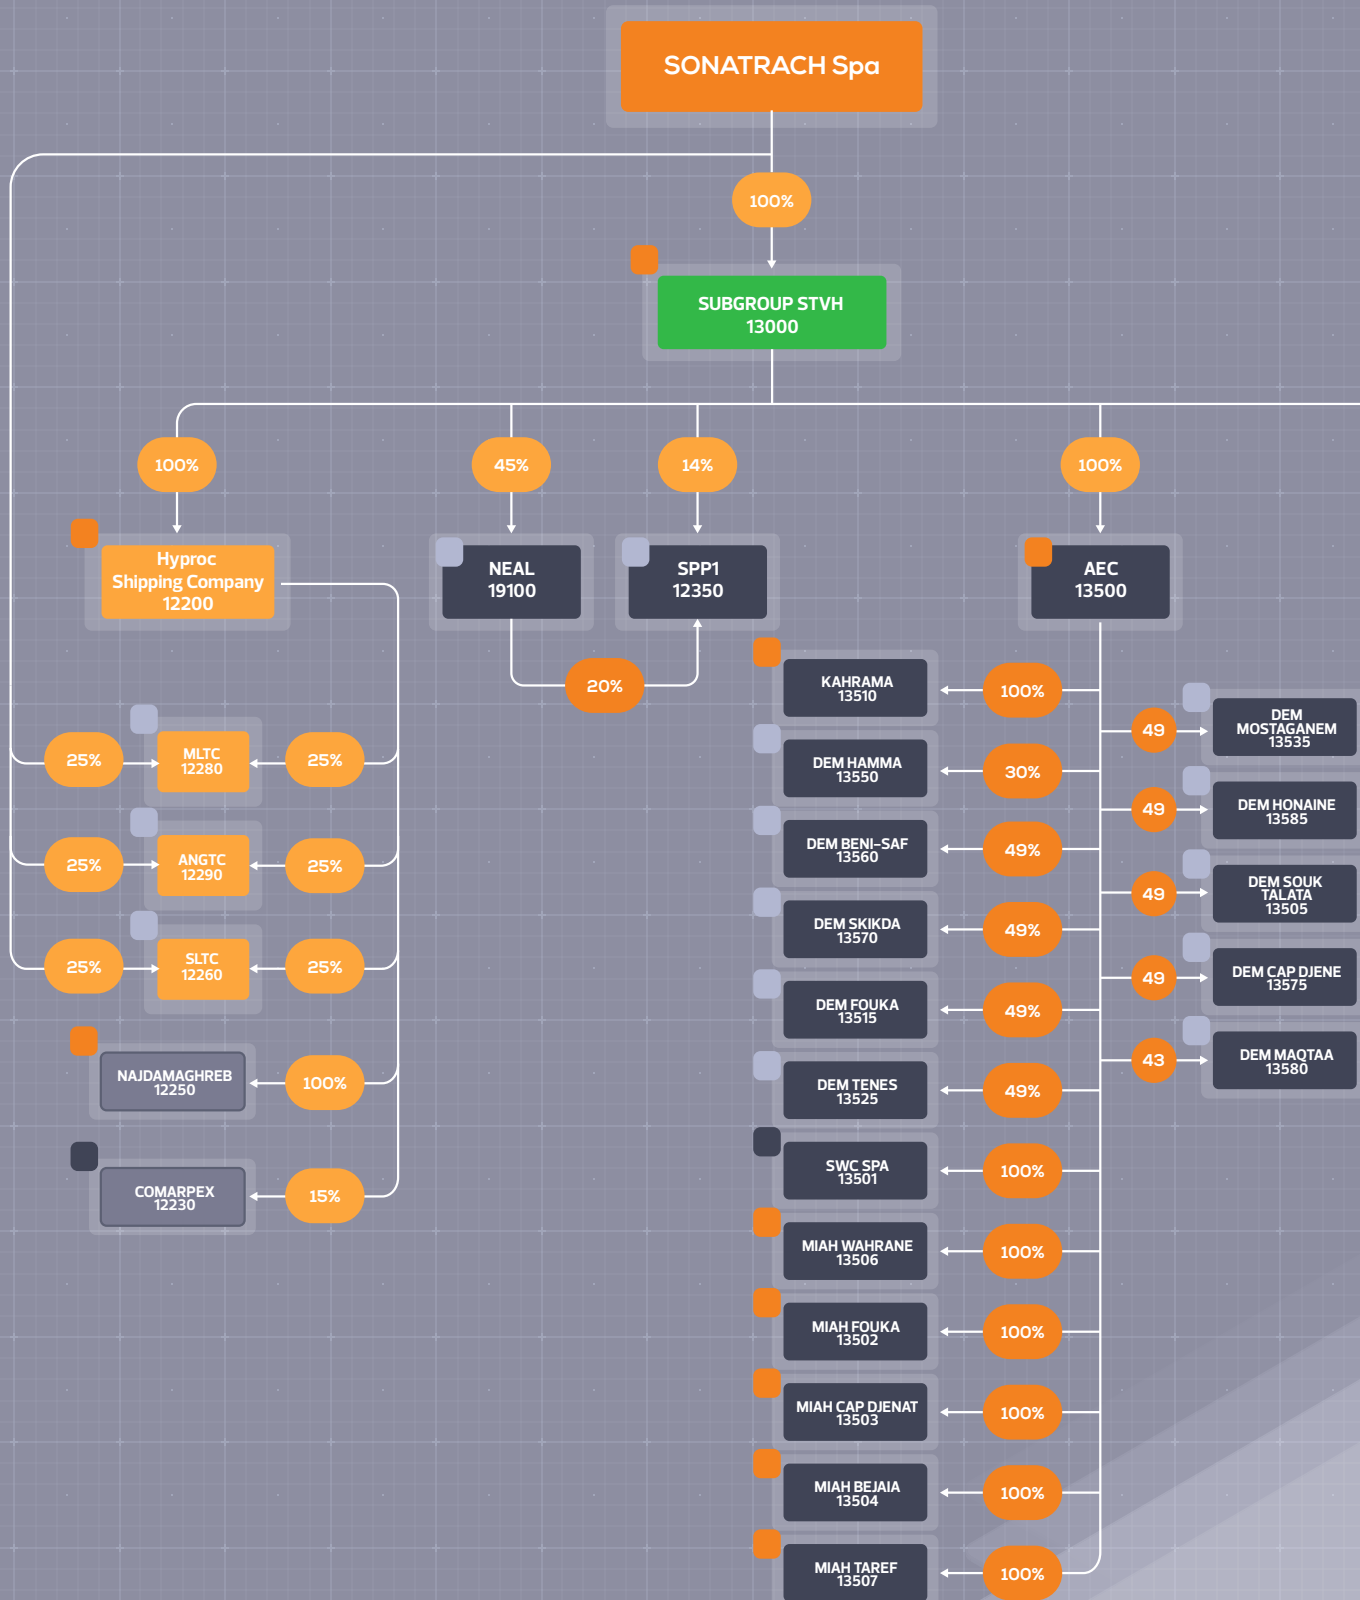 SONATRACH Spa
100%
SUBGROUP STVH
13000
100%
45%
14%
100%
Hyproc
Shipping Company
12200
NEAL
19100
SPP1
12350
AEC
13500
20%
25%
MLTC
12280
25%
25%
ANGTC
12290
25%
25%
SLTC
12260
25%
NAJDAMAGHREB
12250
100%
COMARPEX
12230
15%
KAHRAMA
13510
100%
DEM HAMMA
13550
30%
DEM BENI-SAF
13560
49%
DEM SKIKDA
13570
49%
DEM FOUKA
13515
49%
DEM TENES
13525
49%
SWC SPA
13501
100%
MIAH WAHRANE
13506
100%
MIAH FOUKA
13502
100%
MIAH CAP DJENAT
13503
100%
MIAH BEJAIA
13504
100%
MIAH TAREF
13507
100%
49
DEM
MOSTAGANEM
13535
49
DEM HONAINE
13585
49
DEM SOUK
TALATA
13505
49
DEM CAP DJENE
13575
43
DEM MAQTAA
13580